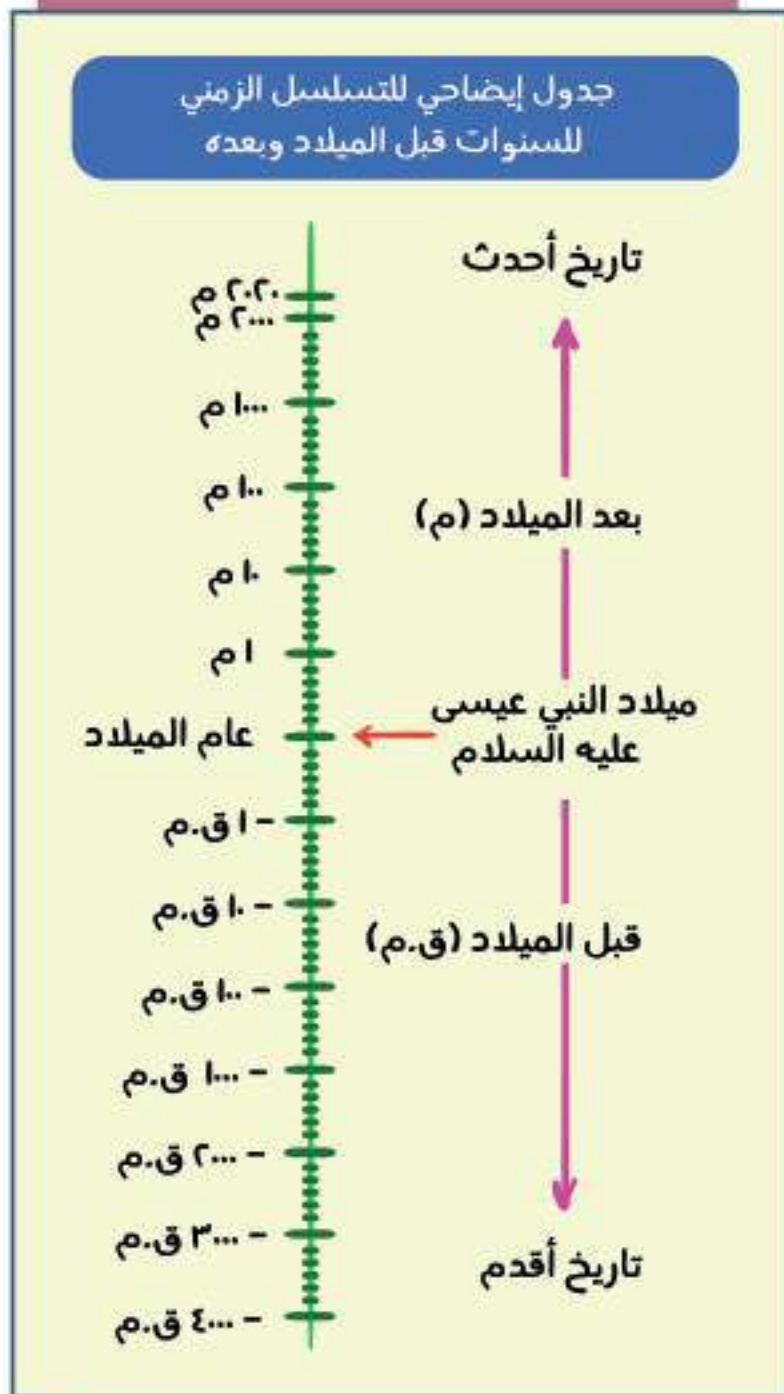 جدول إيضاحي للتسلسل الزمني
للسنوات قبل الميلاد وبعده
تاريخ أحدث
٢٠٢٠ م
٢٠٠٠ م
١٠٠٠ م
١٠٠ م
بعد الميلاد (م)
١٠ م
١ م
ميلاد النبي عيسى
عليه السلام
عام الميلاد
- ١ ق.م
- ١٠ ق.م
قبل الميلاد (ق.م)
- ١٠٠ ق.م
- ١٠٠٠ ق.م
- ٢٠٠٠ ق.م
- ٣٠٠٠ ق.م
تاريخ أقدم
- ٤٠٠٠ ق.م